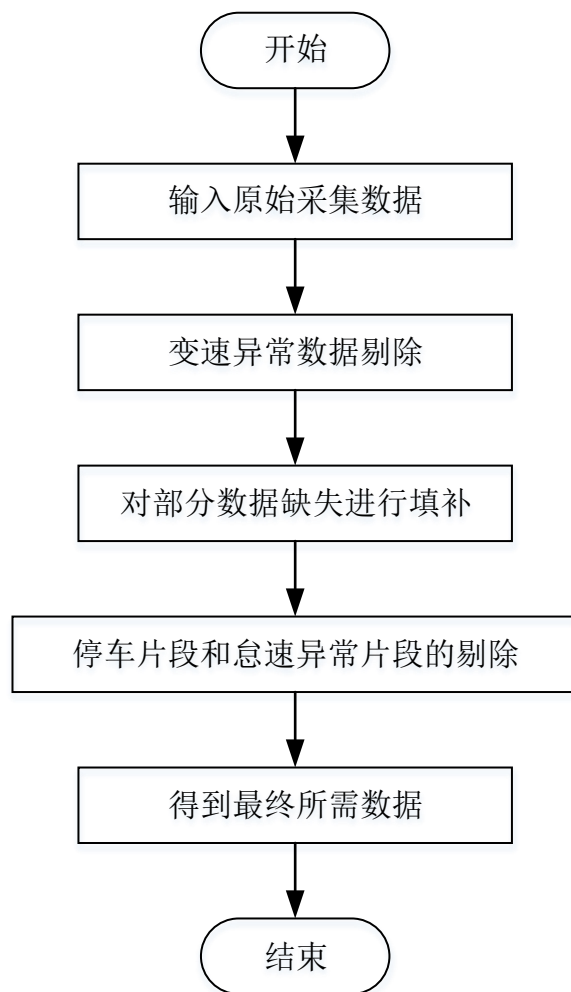 开始
输入原始采集数据
变速异常数据剔除
对部分数据缺失进行填补
停车片段和怠速异常片段的剔除
得到最终所需数据
结束